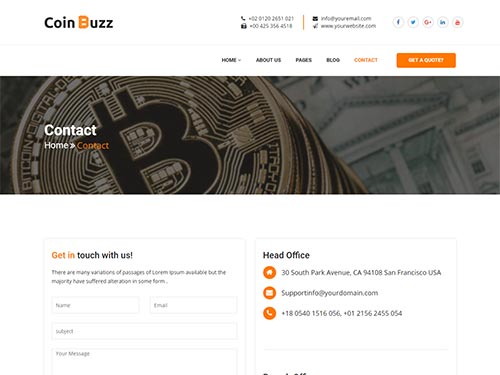 Coin Buzz
+02 0120 2651 021
+00 425 356 4518
info@youremail.com
www.yourwebsite.com
HOME
ABOUT US
PAGES
BLOG
CONTACT
GET A QUOTE?
Contact
Home » Contact
Get in touch with us!
There are many variations of passages of Lorem Ipsum available but the
majority have suffered alteration in some form .
Name
Email
subject
Your Message
Head Office
30 South Park Avenue, CA 94108 San Francisco USA
Supportinfo@yourdomain.com
+18 0540 1516 056, +01 2156 2455 054